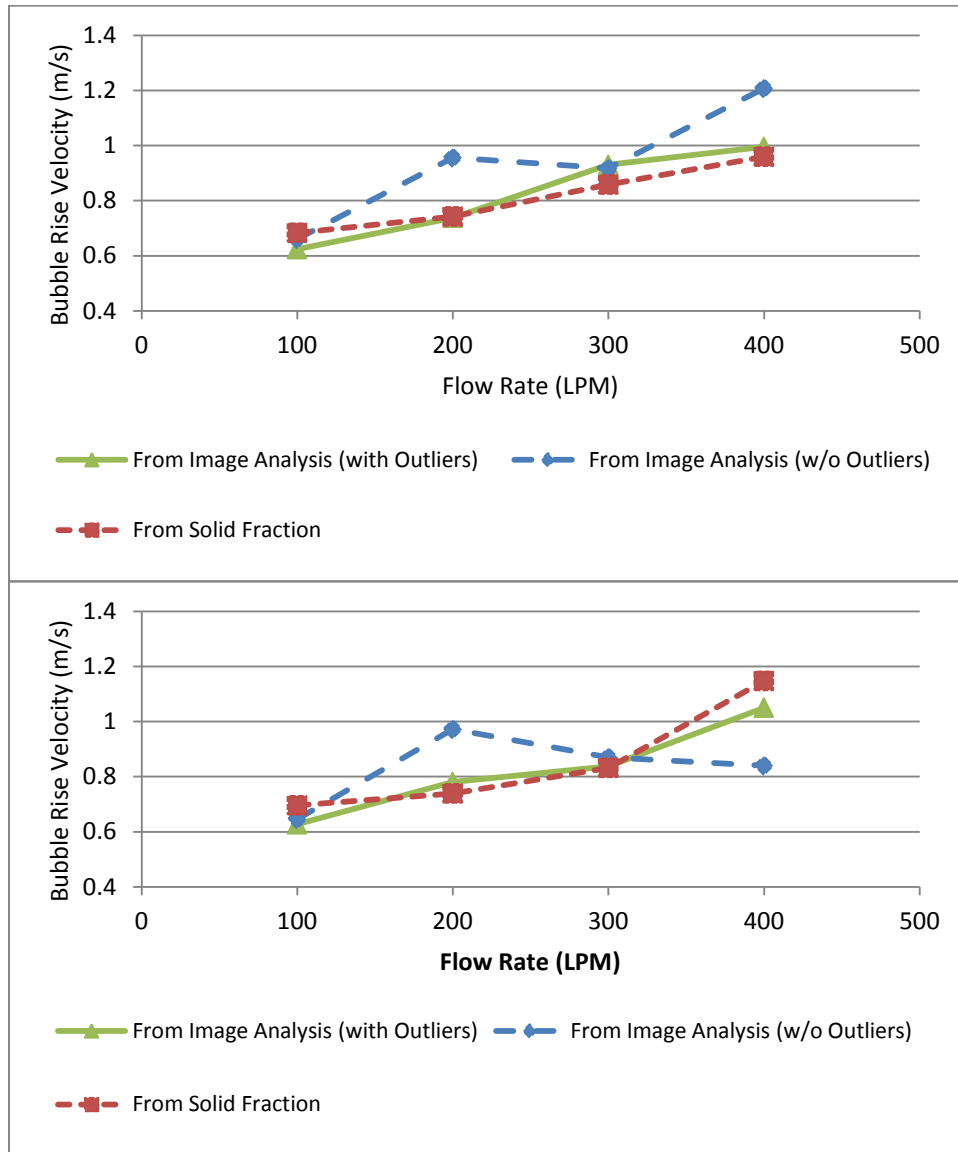 Bubble Rise Velocity (m/s)
1.4
1.2
1
0.8
0.6
0.4
0 100 200 300 400 500
Flow Rate (LPM)
From Image Analysis (with Outliers) From Image Analysis (w/o Outliers)
From Solid Fraction
Bubble Rise Velocity (m/s)
1.4
1.2
1
0.8
0.6
0.4
0 100 200 300 400 500
Flow Rate (LPM)
From Image Analysis (with Outliers) From Image Analysis (w/o Outliers)
From Solid Fraction